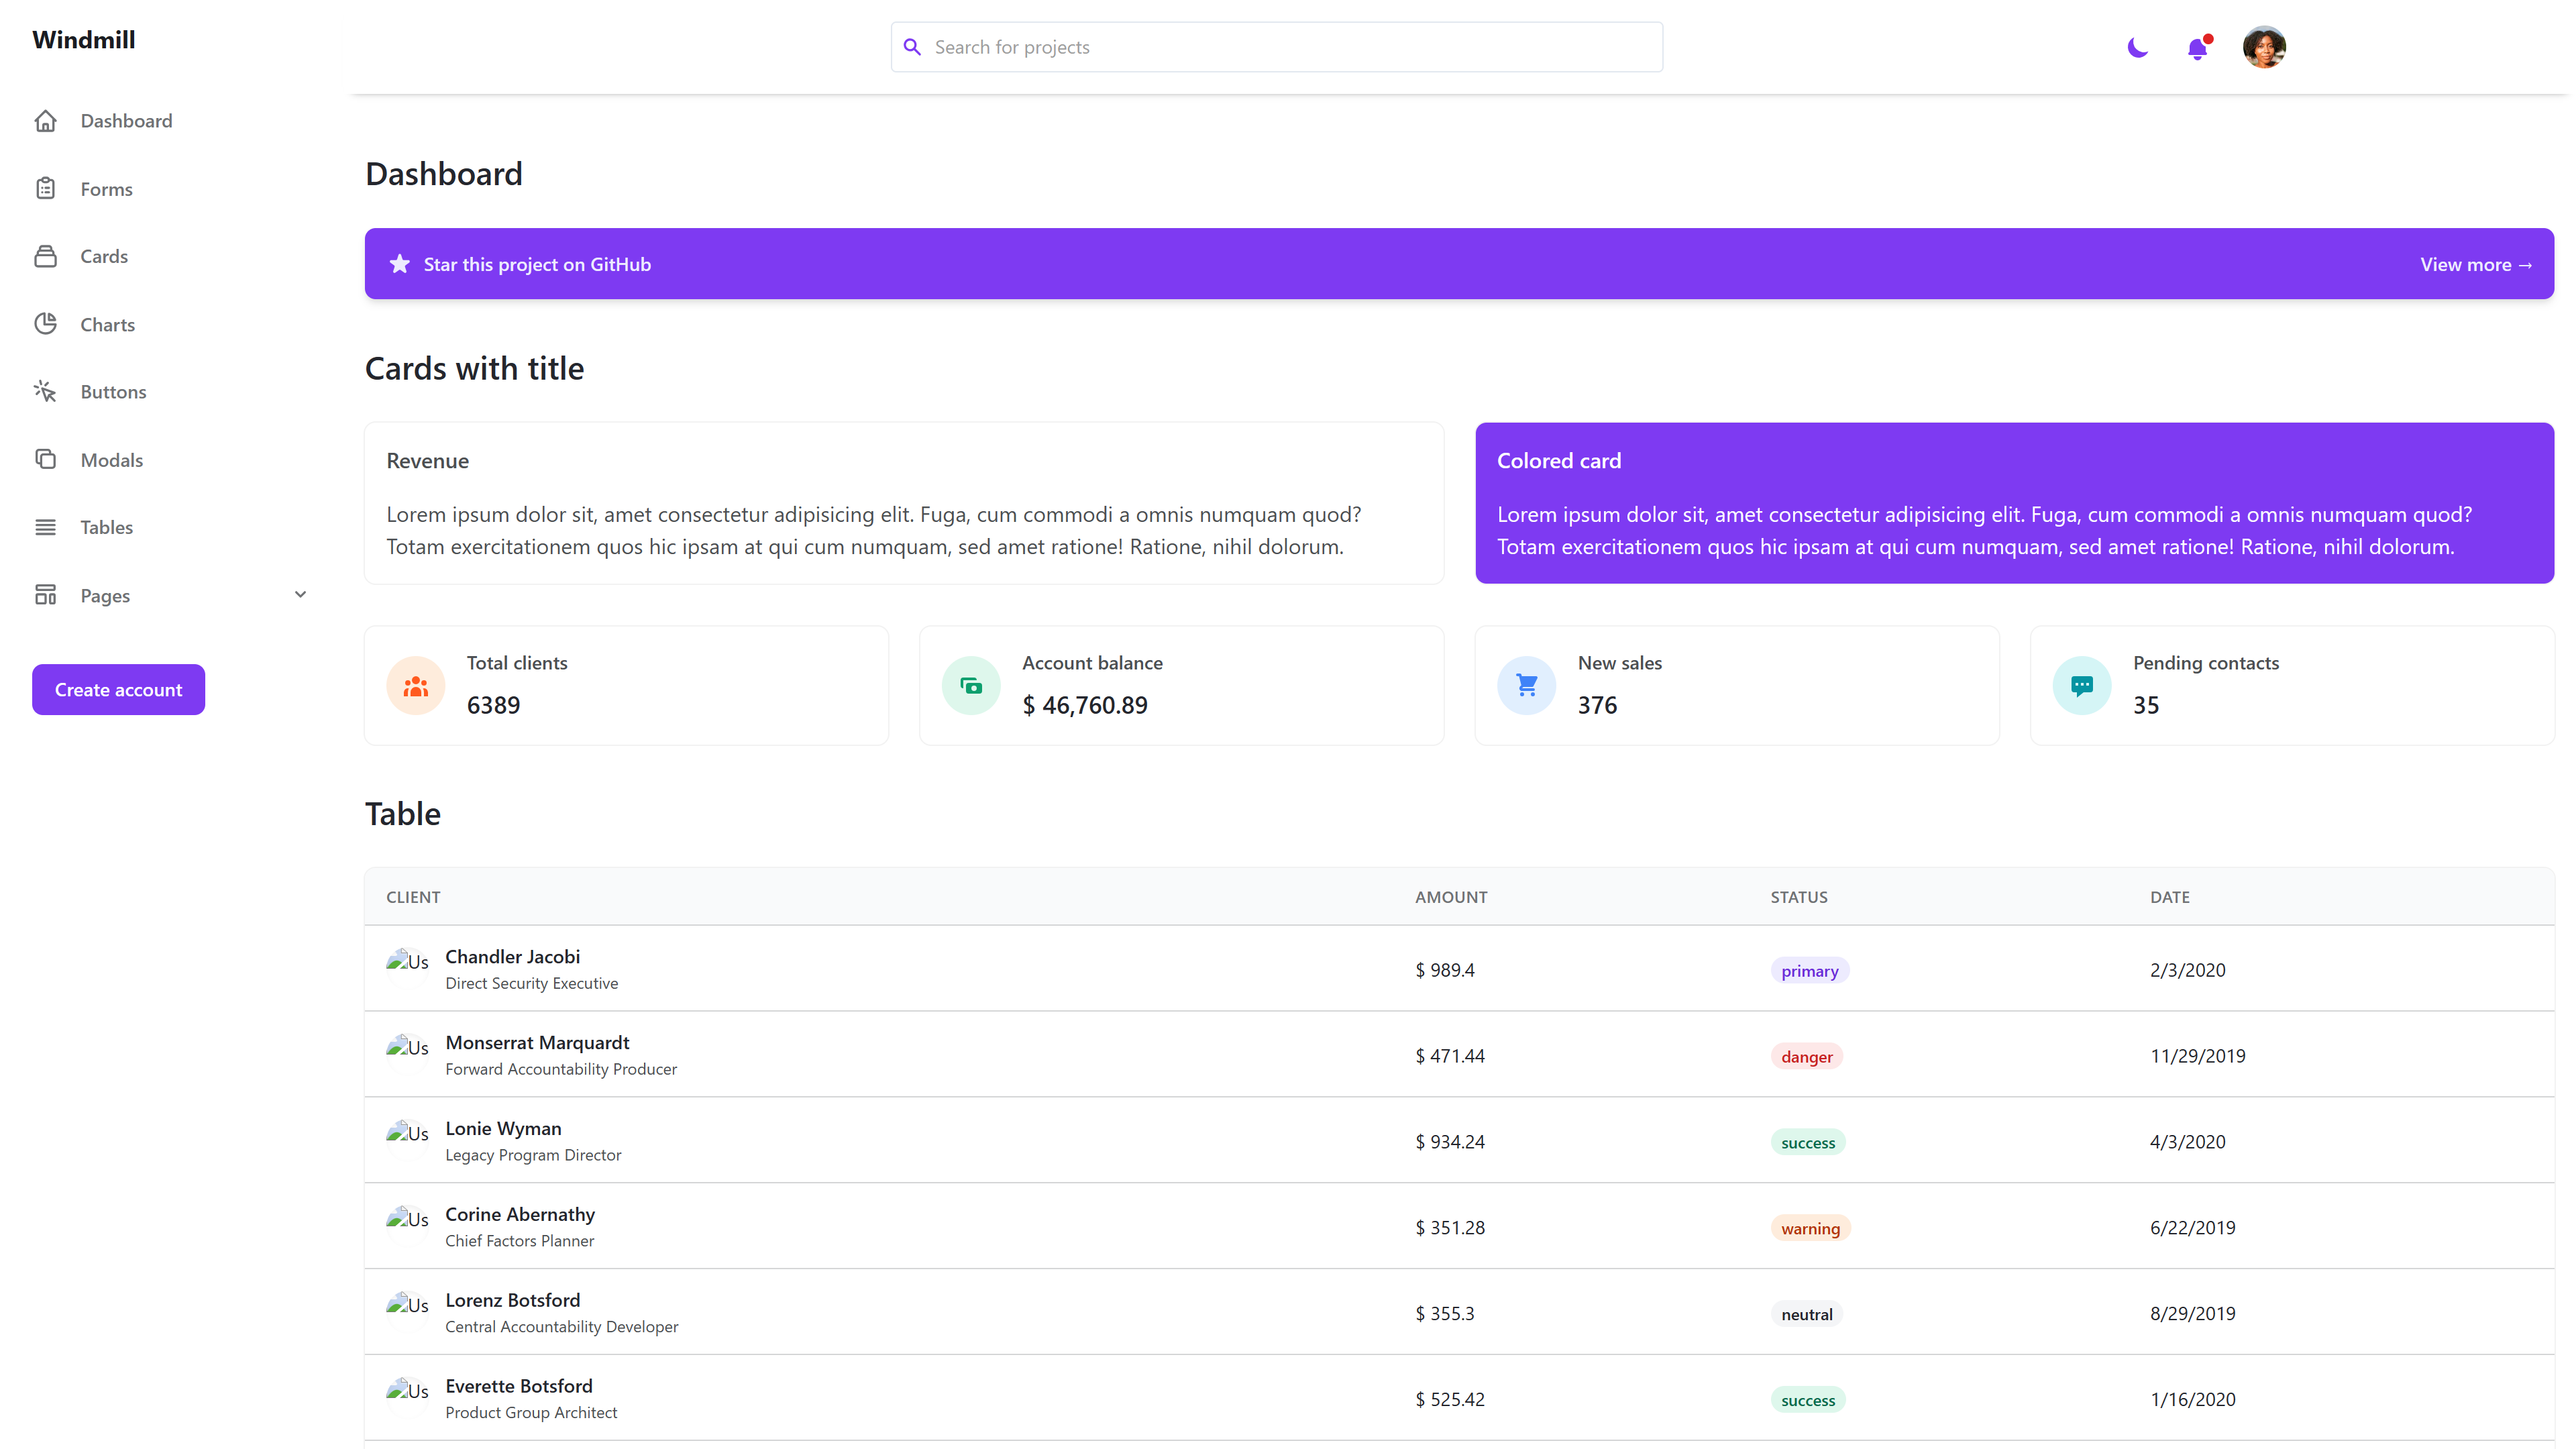 Windmill
Search for projects
Dashboard
Forms
Cards
Charts
Buttons
Modals
Tables
Pages
Create account
Dashboard
Star this project on GitHub
View more →
Cards with title
Revenue
Lorem ipsum dolor sit, amet consectetur adipisicing elit. Fuga, cum commodi a omnis numquam quod?
Totam exercitationem quos hic ipsam at qui cum numquam, sed amet ratione! Ratione, nihil dolorum.
Colored card
Lorem ipsum dolor sit, amet consectetur adipisicing elit. Fuga, cum commodi a omnis numquam quod?
Totam exercitationem quos hic ipsam at qui cum numquam, sed amet ratione! Ratione, nihil dolorum.
Total clients
6389
Account balance
$ 46,760.89
New sales
376
Pending contacts
35
Table
CLIENT AMOUNT STATUS DATE
Us Chandler Jacobi
Direct Security Executive
$ 989.4 primary 2/3/2020
Us Monserrat Marquardt
Forward Accountability Producer
$ 471.44 danger 11/29/2019
Us Lonie Wyman
Legacy Program Director
$ 934.24 success 4/3/2020
Us Corine Abernathy
Chief Factors Planner
$ 351.28 warning 6/22/2019
Us Lorenz Botsford
Central Accountability Developer
$ 355.3 neutral 8/29/2019
Us Everette Botsford
Product Group Architect
$ 525.42 success 1/16/2020